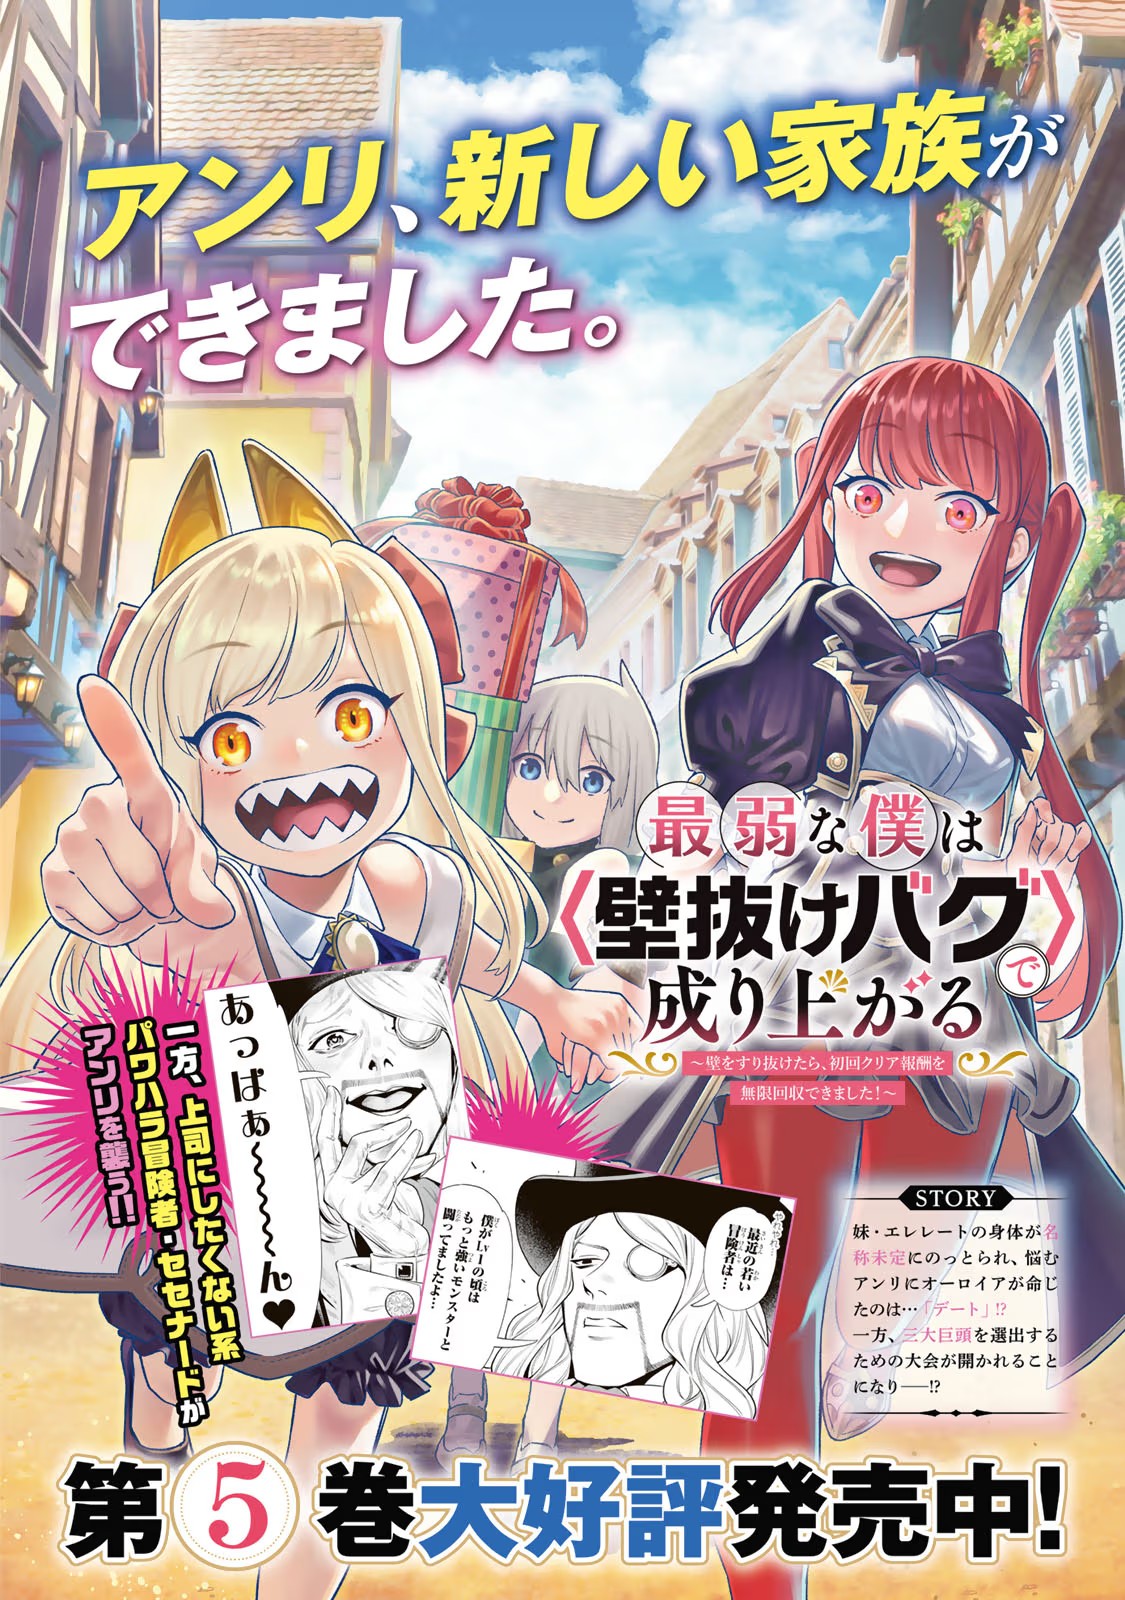 アンリ、新しい家族が
できました。
最弱な僕は
《壁抜けバグ》で
成り上がる
～壁をすり抜けたら、初回クリア報酬を
無限回収できました！～
一方、上司にしたくない系
パワハラ冒険者・セセナードが
アンリを襲う!!
あっぱぁ～～～～ん♥
やれやれ…
最近の若い
冒険者は…
僕がLv1の頃は
もっと強いモンスターと
闘ってましたよ…
STORY
妹・エレレートの身体が名
称未定にのっとられ、悩む
アンリにオーロイアが命じ
たのは…「デート」!?
一方、三大巨頭を選出する
ための大会が開かれること
になり──!?
第5巻大好評発売中!